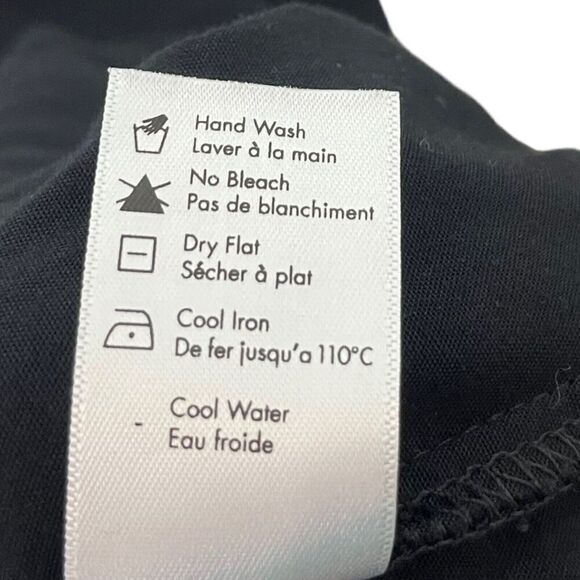 Hand Wash
Laver à la main
No Bleach
Pas de blanchiment
Dry Flat
Sécher à plat
Cool Iron
De fer jusqu'a 110°C
- Cool Water
Eau froide